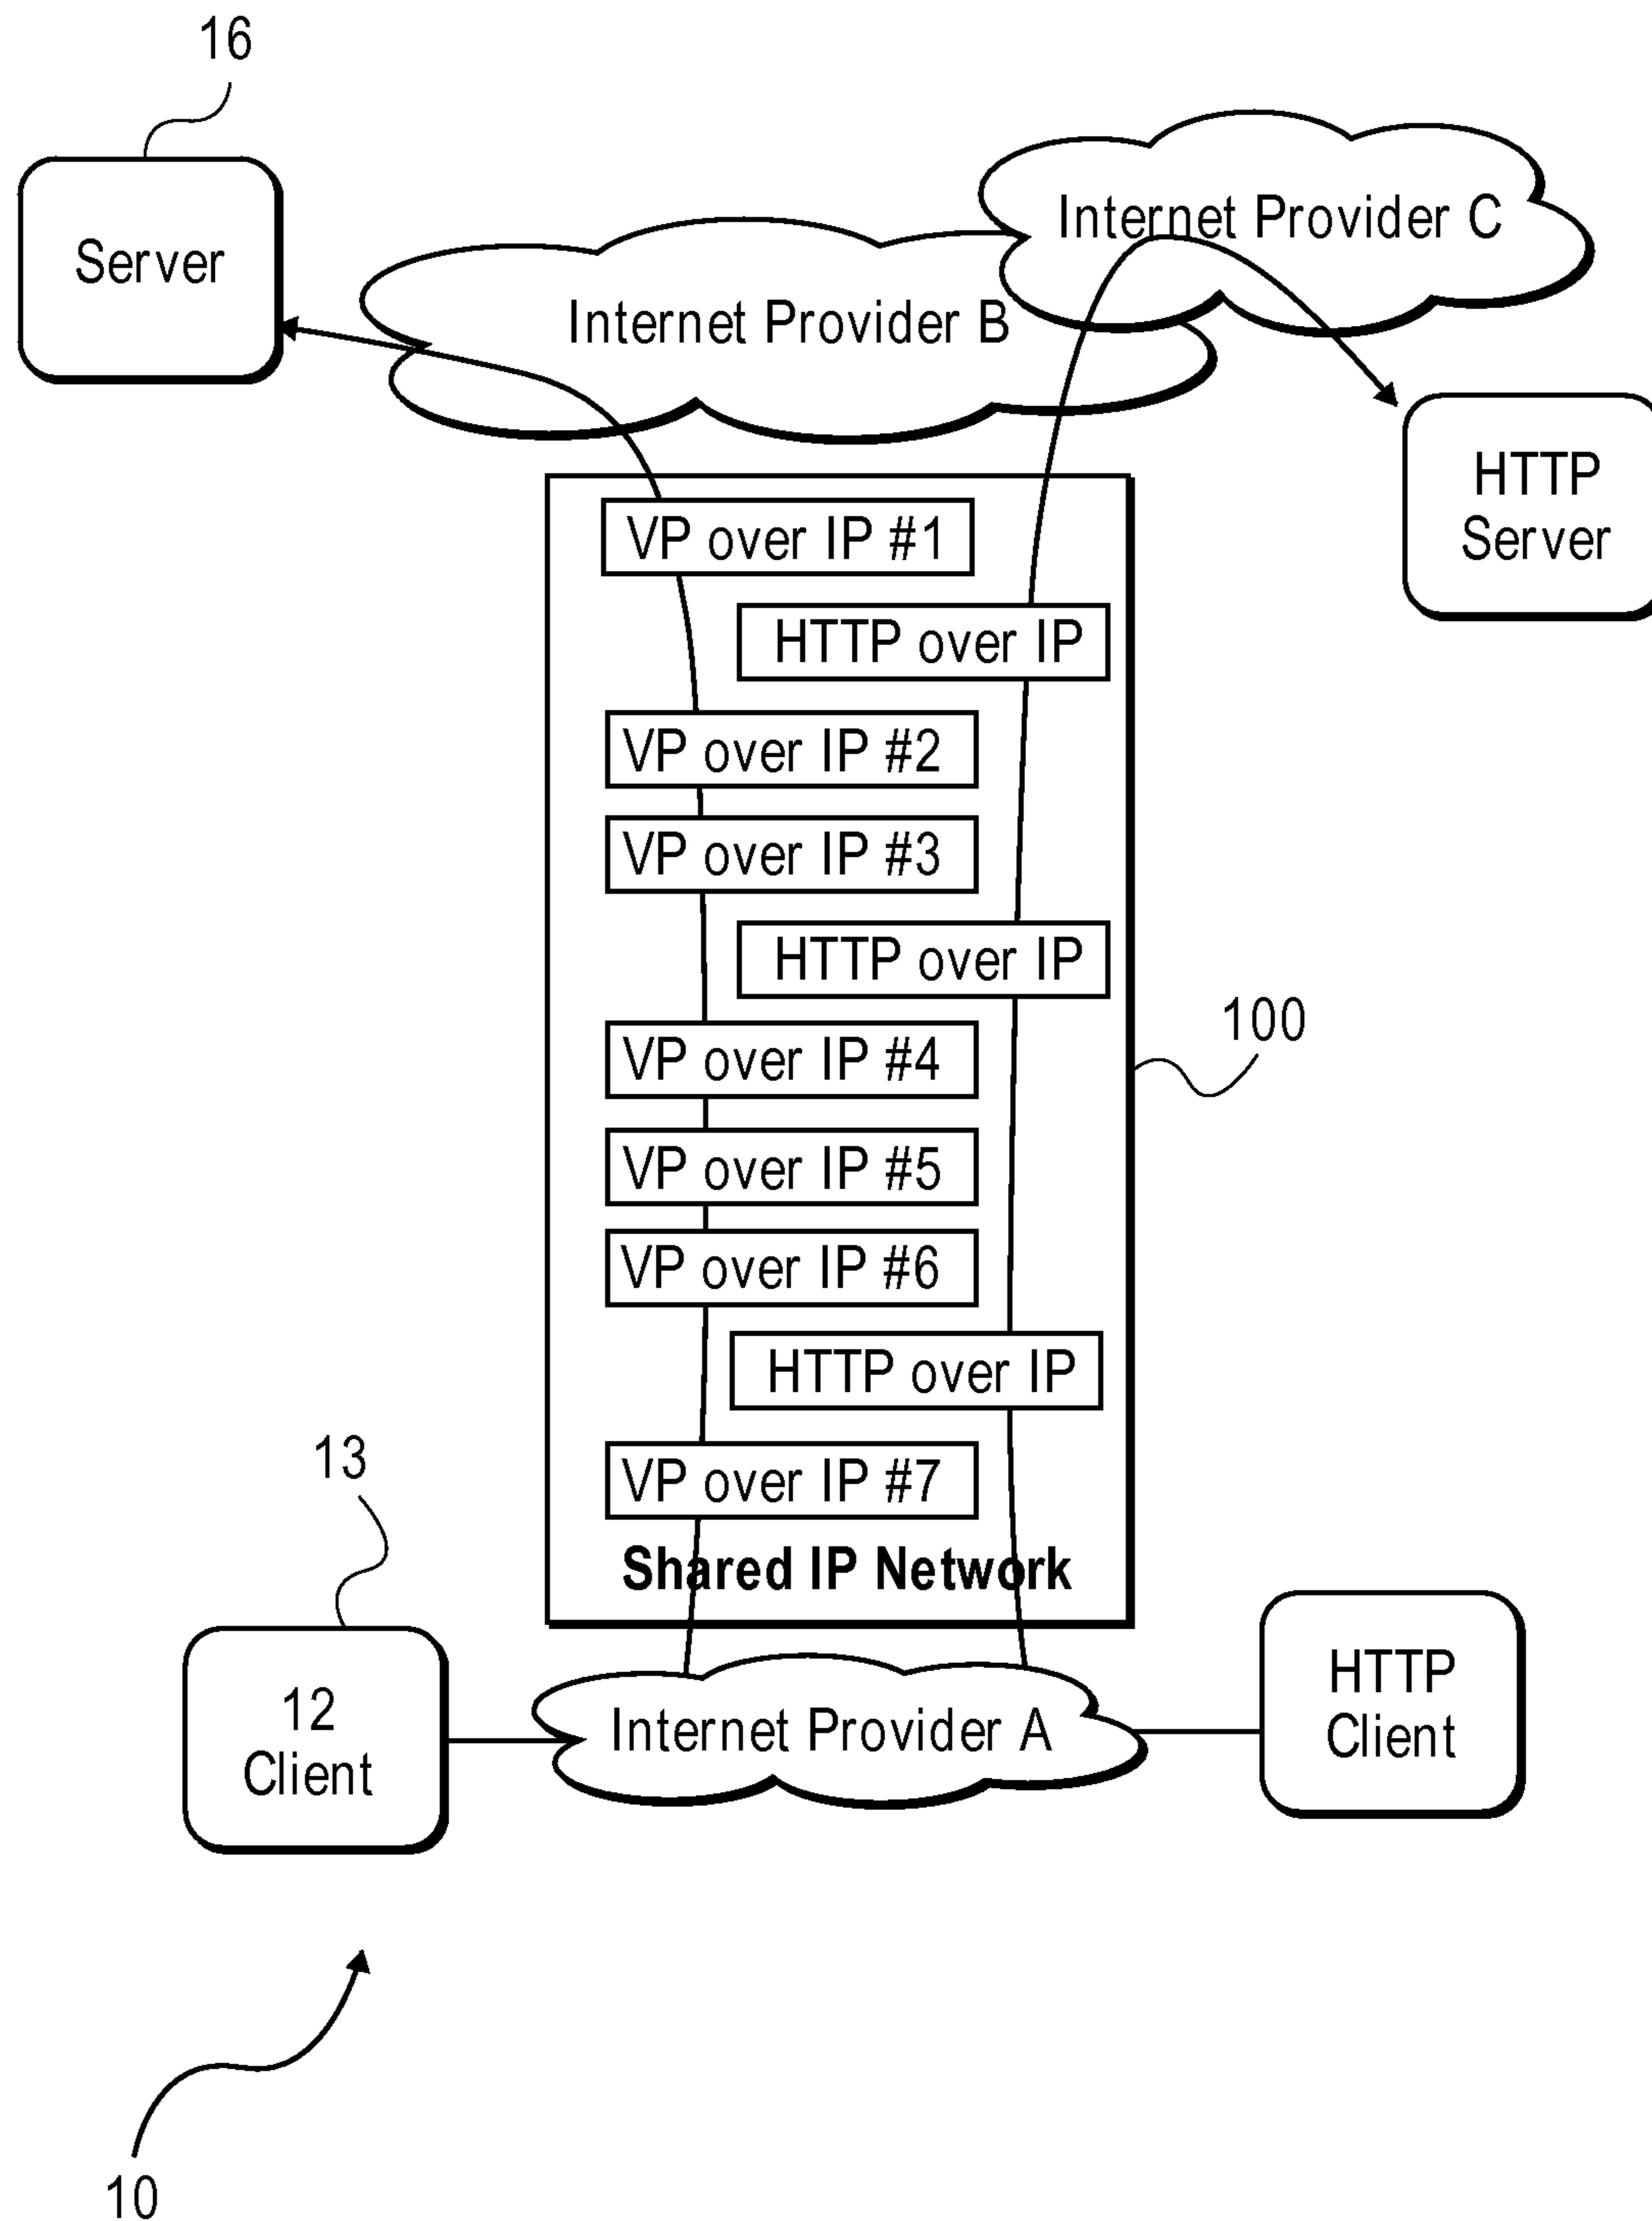 16
Server
Internet Provider C
Internet Provider B
HTTP
Server
VP over IP #1
HTTP over IP
VP over IP #2
VP over IP #3
HTTP over IP
100
VP over IP #4
VP over IP #5
VP over IP #6
HTTP over IP
13
VP over IP #7
Shared IP Network
12
Client
Internet Provider A
HTTP
Client
10